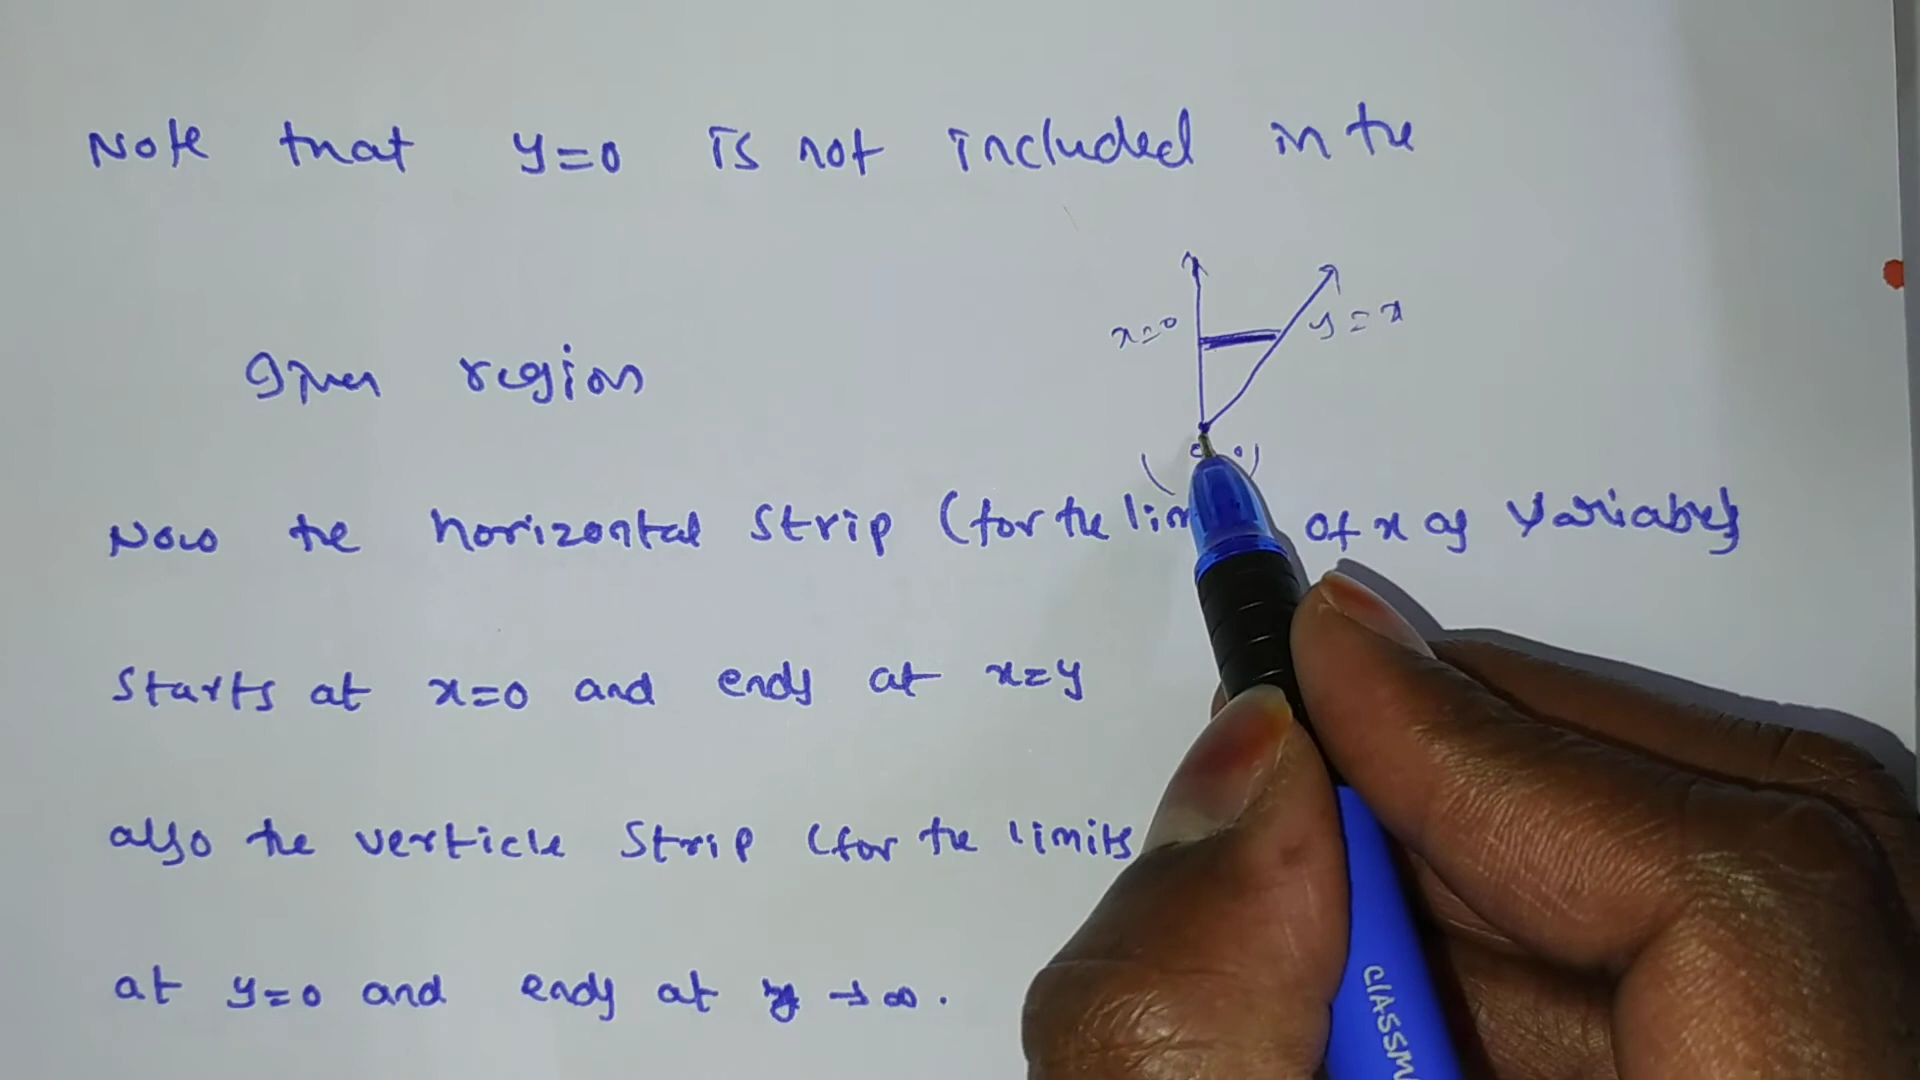 Note that y=0 is not included in the
x=0
y=x
Given region
Now the horizontal strip (for the of x of variables
starts at x=0 and ends at x=y
also the verticle strip (for the limits
at y=0 and ends at y → ∞.
CLASSM